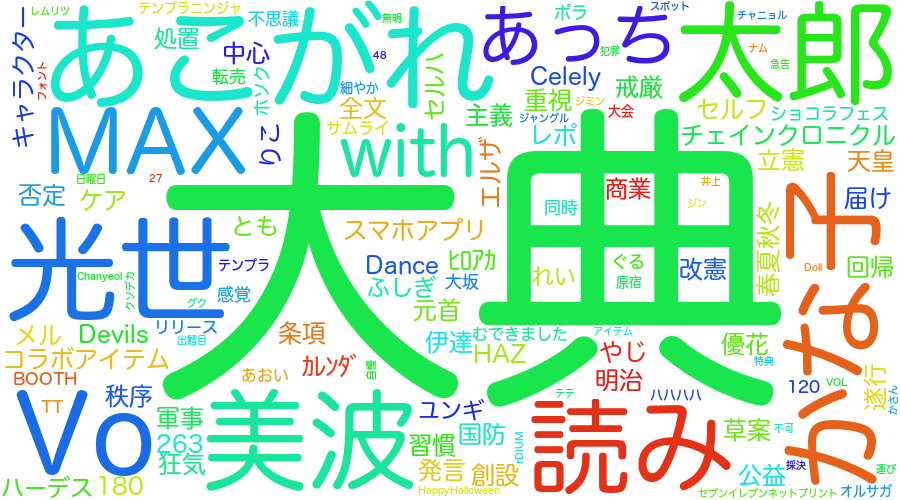 テンプラニンジャ
レムリツ
キャラクター
フォント
あこがれ
処置
不思議
中心
転売
ホンク
無明
48
細やか
全文
サムライ
セルハ
ポラ
スポット
あっち
チャニョル
犯罪
ナム
急告
太郎
Celely
戒厳
重視
ジミン
大会
主義
ジャングル
レポ
セルフ
ショコラフェス
チェインクロニクル
MAX
りこ
with
エルザ
日曜日
27
否定
ケア
大典
商業
井上
ジン
立憲
天皇
届け
同時
春夏秋冬
かな子
光世
とも
スマホアプリ
テンプラ
Dance
ヒロアカ
大坂
れい
ぐる
原宿
改憲
Doll
回帰
Chanyeol
クソデカ
グク
感覚
ふしぎ
元首
メル
Devils
リリース
出鱈目
条項
伊達
むできました
アイテム
HAZ
やじ
優花
特典
コラボアイテム
カレンダ
あおい
BOOTH
明治
120
VOL
遂行
かさん
TT
Vo
秩序
美波
ユンギ
テテ
ハハハハ
読み
軍事
263
狂気
習慣
国防
rDIUM
草案
不可
ハーデス
180
発言
創設
HappyHalloween
公益
採決
運び
セブンイレブンネットプリント
オルサガ